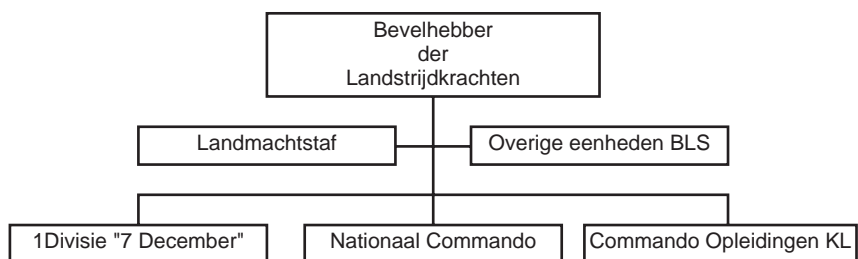 Bevelhebber
der
Landstrijdkrachten
Landmachtstaf
Overige eenheden BLS
1Divisie "7 December"
Nationaal Commando
Commando Opleidingen KL